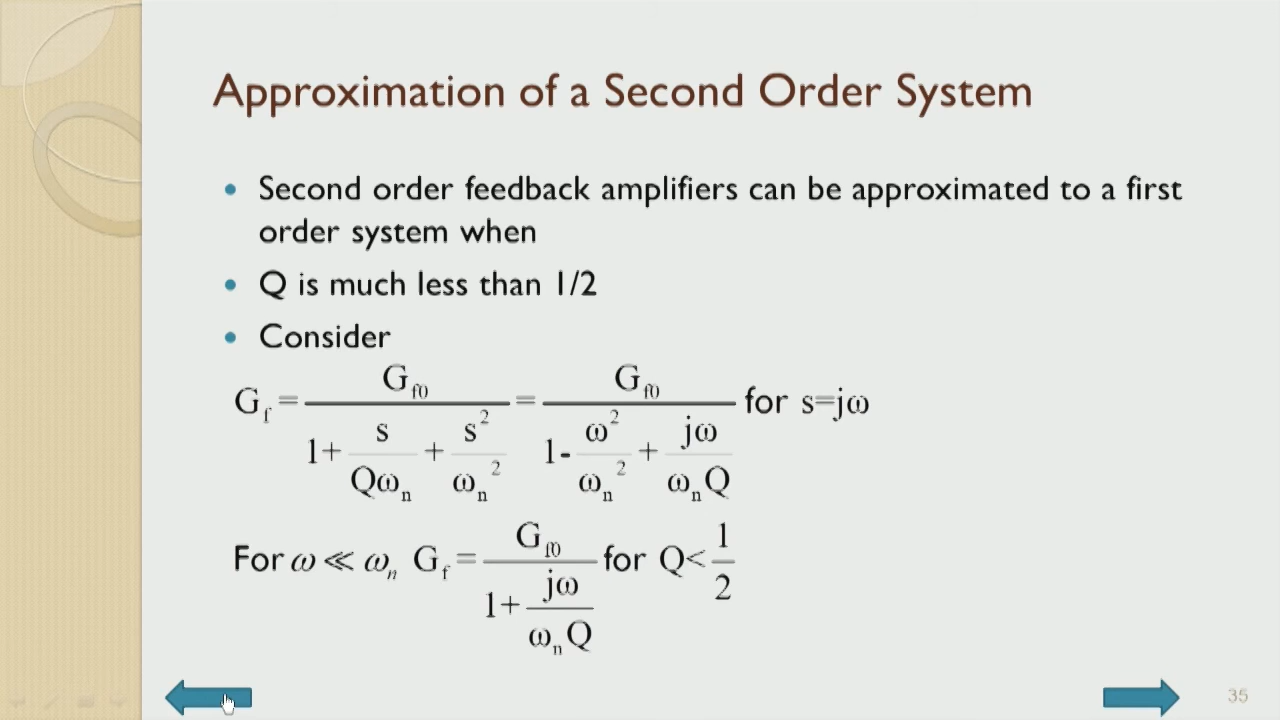 Approximation of a Second Order System
• Second order feedback amplifiers can be approximated to a first
order system when
• Q is much less than 1/2
• Consider
G_f = G_f0 / (1 + s/(Qω_n) + s²/ω_n²) = G_f0 / (1 - ω²/ω_n² + jω/(ω_nQ)) for s=jω
For ω ≪ ω_n G_f = G_f0 / (1 + jω/(ω_nQ)) for Q< 1/2
35